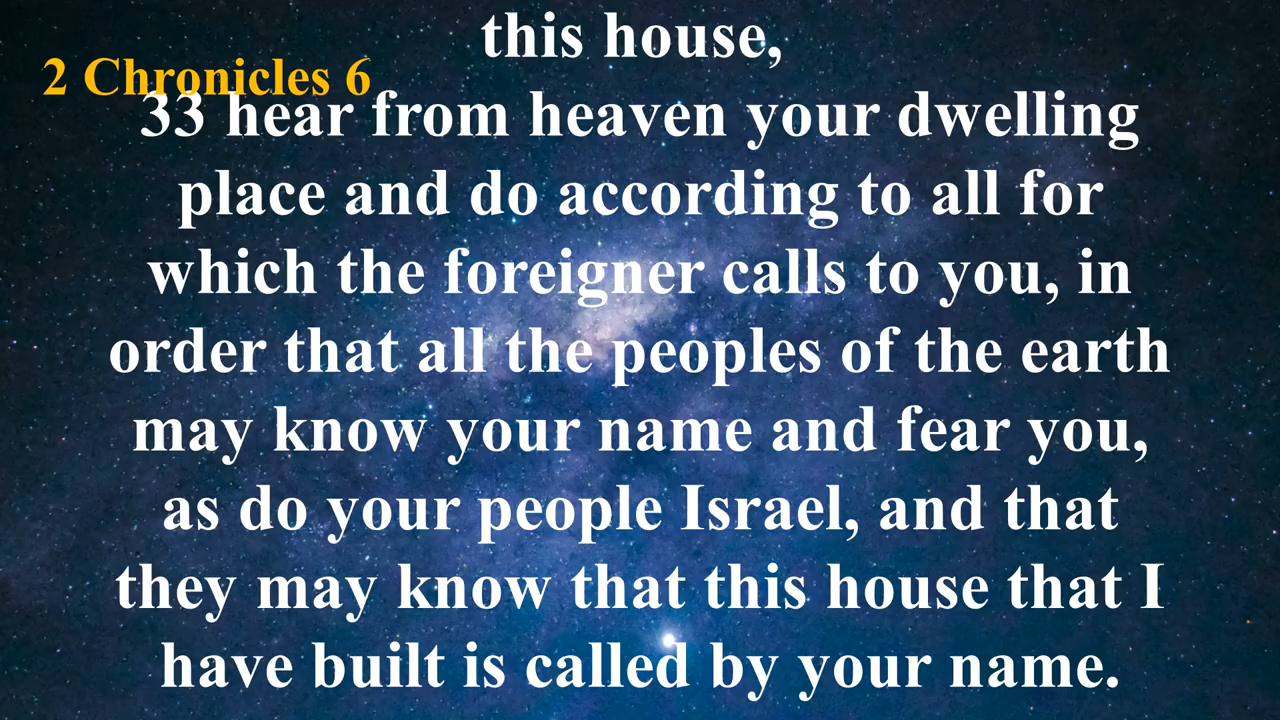 this house,
2 Chronicles 6
33 hear from heaven your dwelling
place and do according to all for
which the foreigner calls to you, in
order that all the peoples of the earth
may know your name and fear you,
as do your people Israel, and that
they may know that this house that I
have built is called by your name.